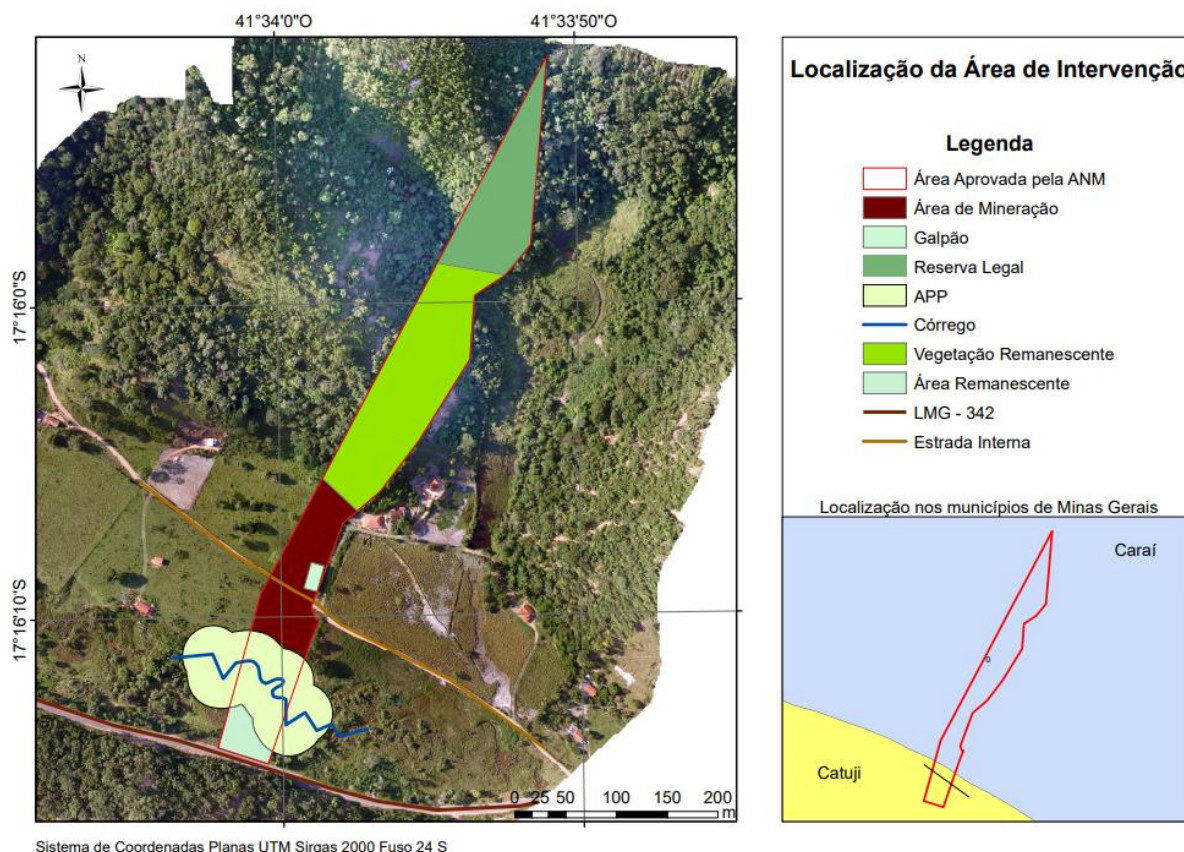 41°34'0"O
41°33'50"O
N
17°16'0"S
17°16'10"S
0 25 50 100 150 200
m
Sistema de Coordenadas Planas UTM Sirgas 2000 Fuso 24 S
Localização da Área de Intervenção
Legenda
Área Aprovada pela ANM
Área de Mineração
Galpão
Reserva Legal
APP
Córrego
Vegetação Remanescente
Área Remanescente
LMG - 342
Estrada Interna
Localização nos municípios de Minas Gerais
Caraí
Catuji